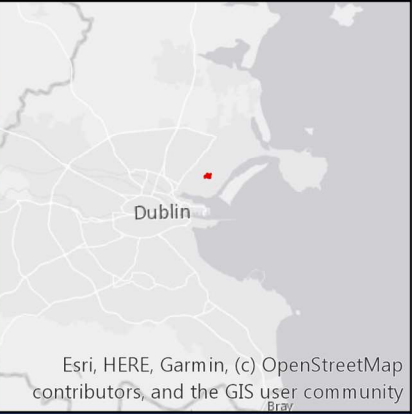 Dublin
Esri, HERE, Garmin, (c) OpenStreetMap
contributors, and the GIS user community
Bray